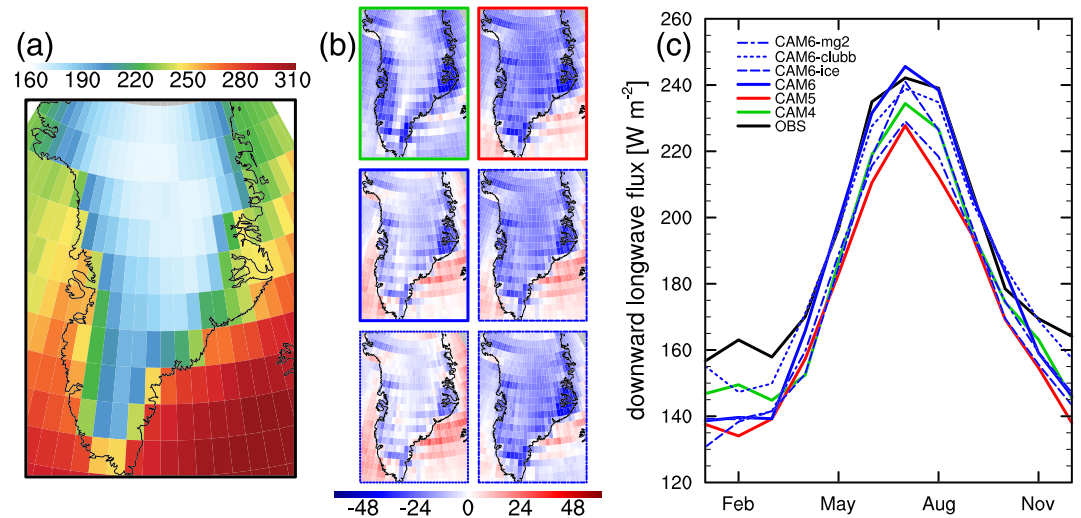 (a)
160 190 220 250 280 310
(b)
-48 -24 0 24 48
(c)
downward longwave flux [W m-2]
260
240
220
200
180
160
140
120
CAM6-mg2
CAM6-clubb
CAM6-ice
CAM6
CAM5
CAM4
OBS
Feb May Aug Nov